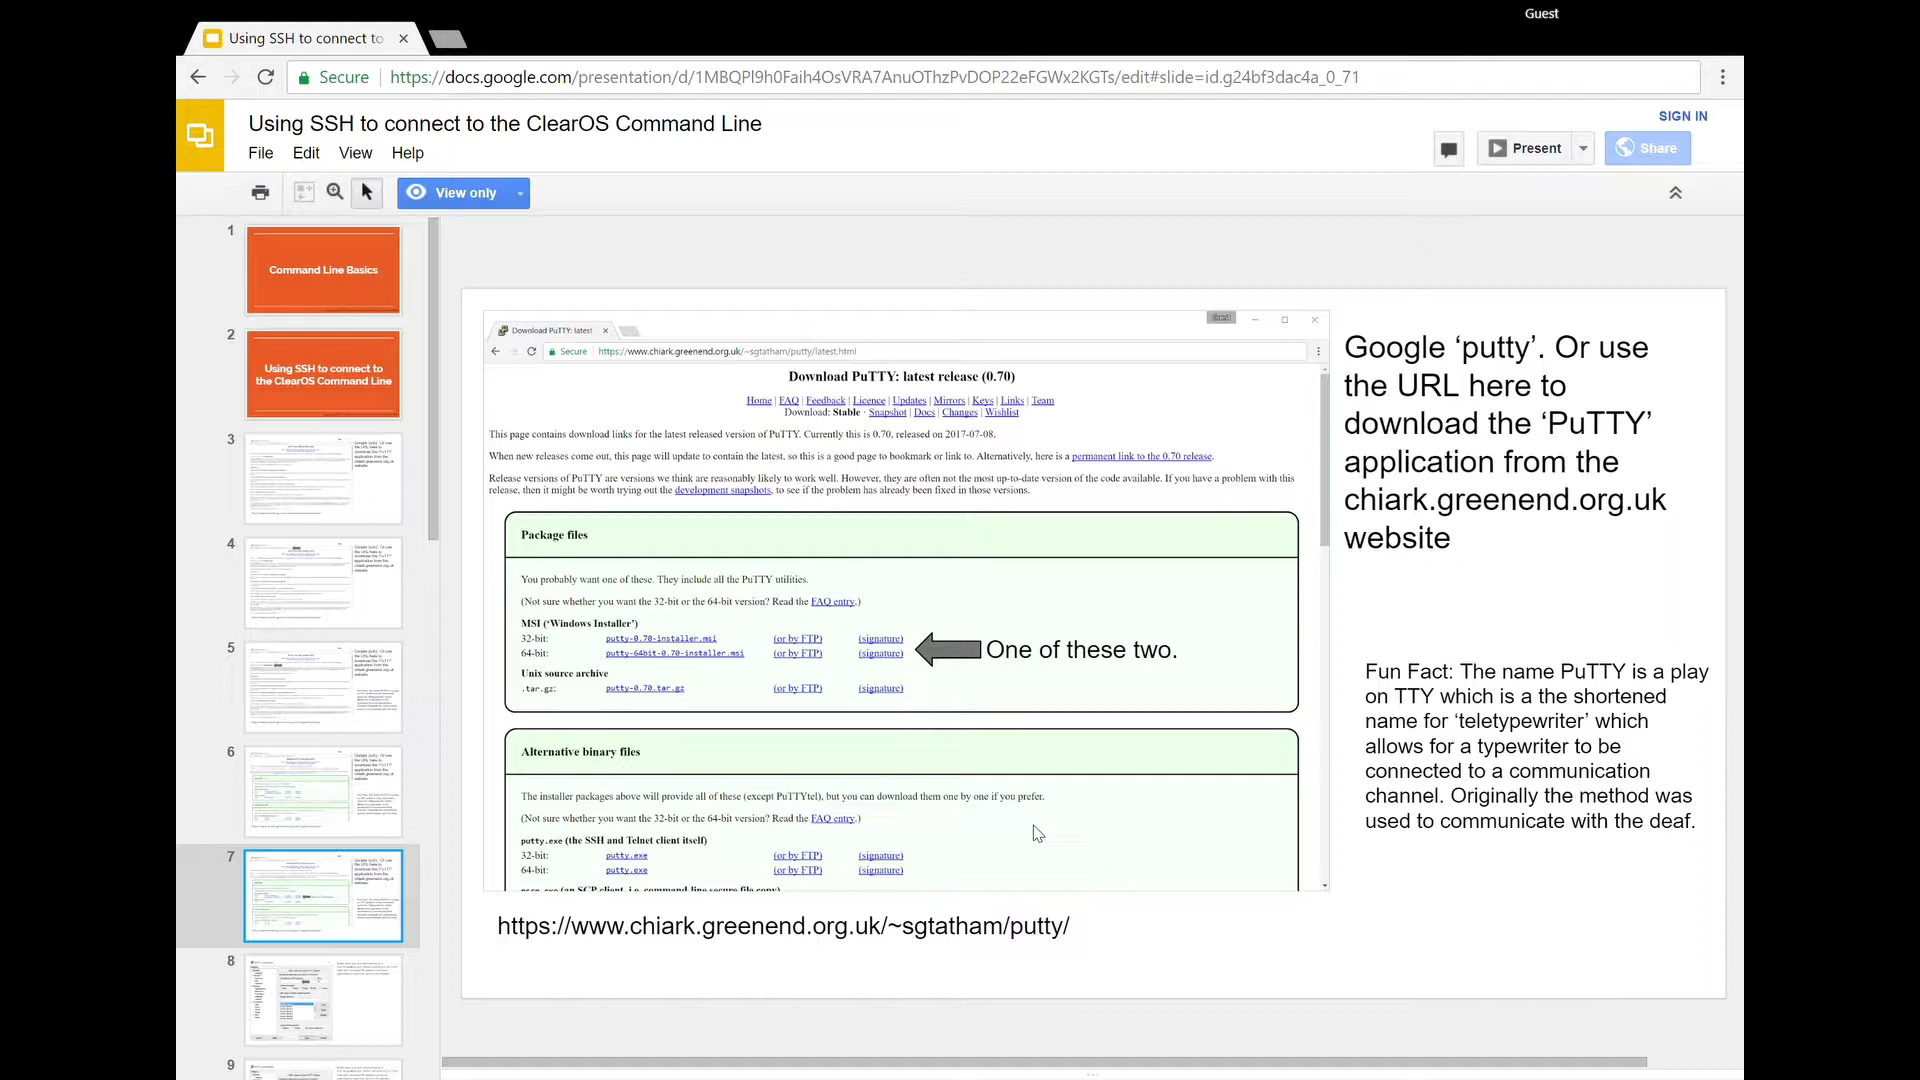 Guest
Using SSH to connect to
Secure
https://docs.google.com/presentation/d/1MBQPl9h0Faih4OsVRA7AnuOThzPvDOP22eFGWx2KGTs/edit#slide=id.g24bf3dac4a_0_71
Using SSH to connect to the ClearOS Command Line
SIGN IN
File Edit View Help
Present
Share
View only
1
Command Line Basics
2
Using SSH to connect to
the ClearOS Command Line
3
4
5
6
7
8
9
Download PuTTY: latest
Guest
Secure https://www.chiark.greenend.org.uk/~sgtatham/putty/latest.html
Download PuTTY: latest release (0.70)
Home | FAQ | Feedback | Licence | Updates | Mirrors | Keys | Links | Team
Download: Stable · Snapshot | Docs | Changes | Wishlist
This page contains download links for the latest released version of PuTTY. Currently this is 0.70, released on 2017-07-08.
When new releases come out, this page will update to contain the latest, so this is a good page to bookmark or link to. Alternatively, here is a permanent link to the 0.70 release.
Release versions of PuTTY are versions we think are reasonably likely to work well. However, they are often not the most up-to-date version of the code available. If you have a problem with this
release, then it might be worth trying out the development snapshots, to see if the problem has already been fixed in those versions.
Package files
You probably want one of these. They include all the PuTTY utilities.
(Not sure whether you want the 32-bit or the 64-bit version? Read the FAQ entry.)
MSI (‘Windows Installer’)
32-bit: putty-0.70-installer.msi (or by FTP) (signature)
64-bit: putty-64bit-0.70-installer.msi (or by FTP) (signature)
One of these two.
Unix source archive
.tar.gz: putty-0.70.tar.gz (or by FTP) (signature)
Alternative binary files
The installer packages above will provide all of these (except PuTTYtel), but you can download them one by one if you prefer.
(Not sure whether you want the 32-bit or the 64-bit version? Read the FAQ entry.)
putty.exe (the SSH and Telnet client itself)
32-bit: putty.exe (or by FTP) (signature)
64-bit: putty.exe (or by FTP) (signature)
pscp.exe (an SCP client, i.e. command-line secure file copy)
https://www.chiark.greenend.org.uk/~sgtatham/putty/
Google ‘putty’. Or use
the URL here to
download the ‘PuTTY’
application from the
chiark.greenend.org.uk
website
Fun Fact: The name PuTTY is a play
on TTY which is a the shortened
name for ‘teletypewriter’ which
allows for a typewriter to be
connected to a communication
channel. Originally the method was
used to communicate with the deaf.